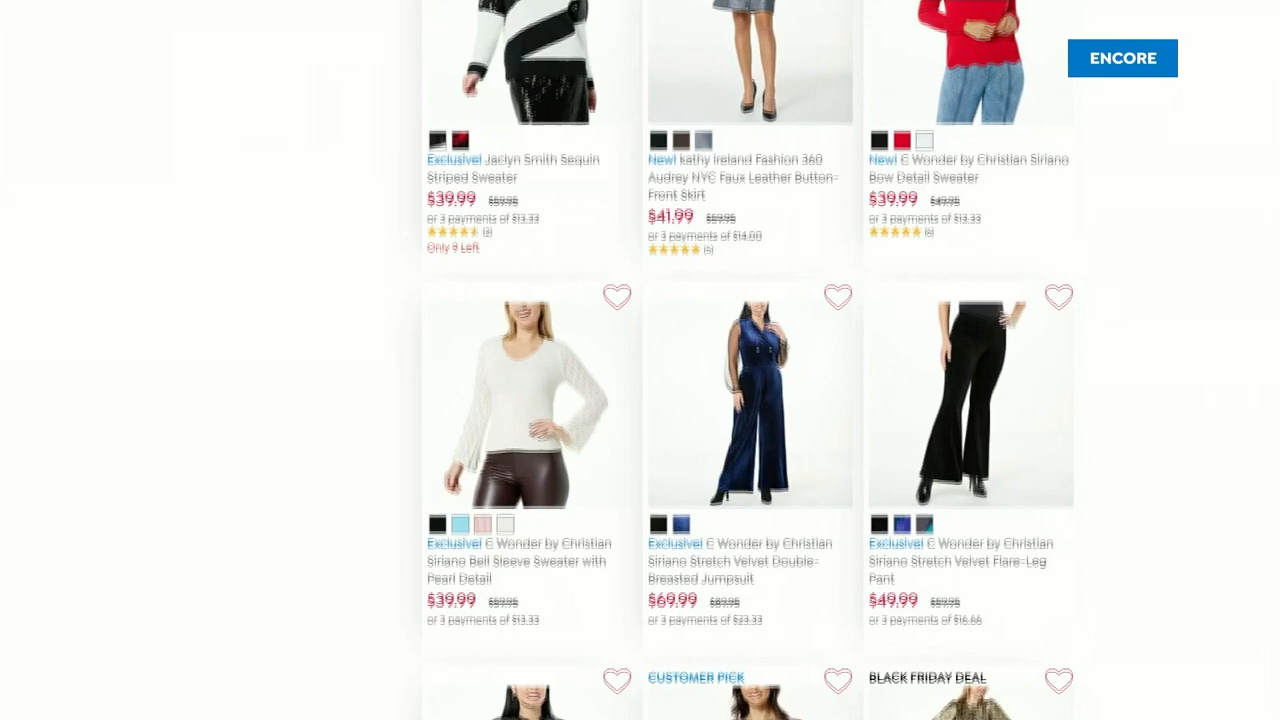 ENCORE
Exclusive! Jaclyn Smith Sequin
Striped Sweater
$39.99 $59.95
or 3 payments of $13.33
(2)
Only 9 Left
New! kathy ireland Fashion 360
Audrey NYC Faux Leather Button-
Front Skirt
$41.99 $59.95
or 3 payments of $14.00
(5)
New! C Wonder by Christian Siriano
Bow Detail Sweater
$39.99 $49.95
or 3 payments of $13.33
Exclusive! C Wonder by Christian
Siriano Bell Sleeve Sweater with
Pearl Detail
$39.99 $59.95
or 3 payments of $13.33
Exclusive! C Wonder by Christian
Siriano Stretch Velvet Double-
Breasted Jumpsuit
$69.99 $89.95
or 3 payments of $23.33
Exclusive! C Wonder by Christian
Siriano Stretch Velvet Flare-Leg
Pant
$49.99 $59.95
or 3 payments of $16.66
CUSTOMER PICK
BLACK FRIDAY DEAL